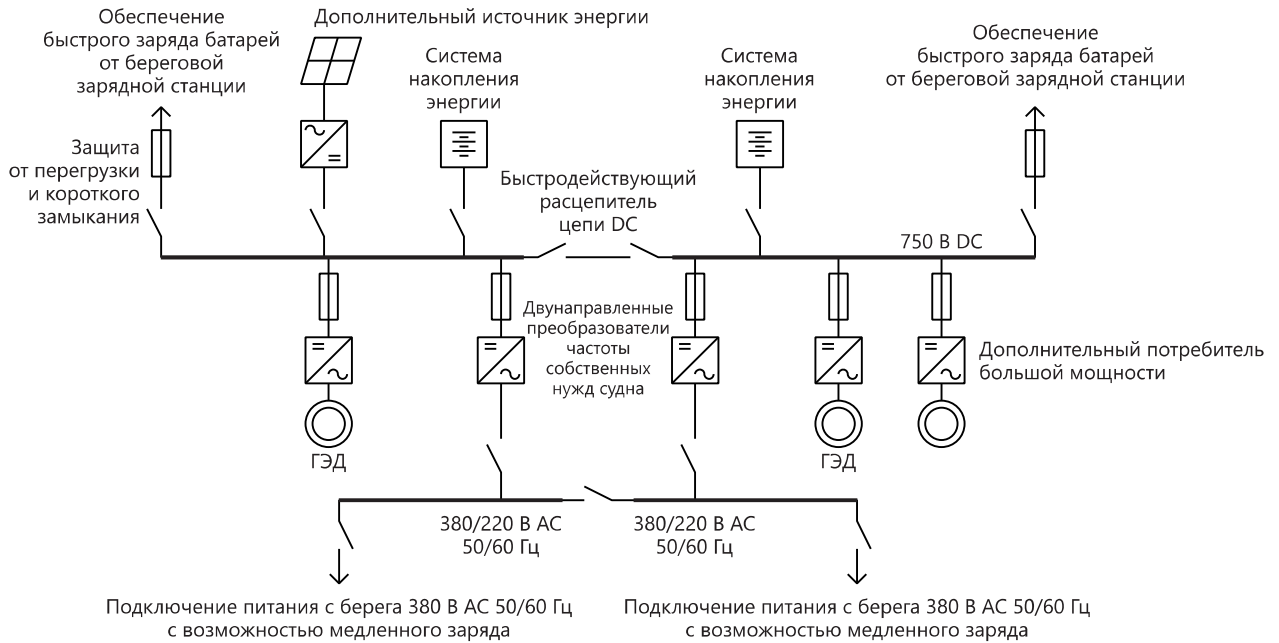 Обеспечение
быстрого заряда батарей
от береговой
зарядной станции
Дополнительный источник энергии
Система
накопления
энергии
Система
накопления
энергии
Обеспечение
быстрого заряда батарей
от береговой зарядной станции
Защита
от перегрузки
и короткого
замыкания
Быстродействующий
расцепитель
цепи DC
750 В DC
Двунаправленные
преобразователи
частоты
собственных
нужд судна
Дополнительный потребитель
большой мощности
ГЭД
ГЭД
380/220 В AC
50/60 Гц
380/220 В AC
50/60 Гц
Подключение питания с берега 380 В AC 50/60 Гц
с возможностью медленного заряда
Подключение питания с берега 380 В AC 50/60 Гц
с возможностью медленного заряда